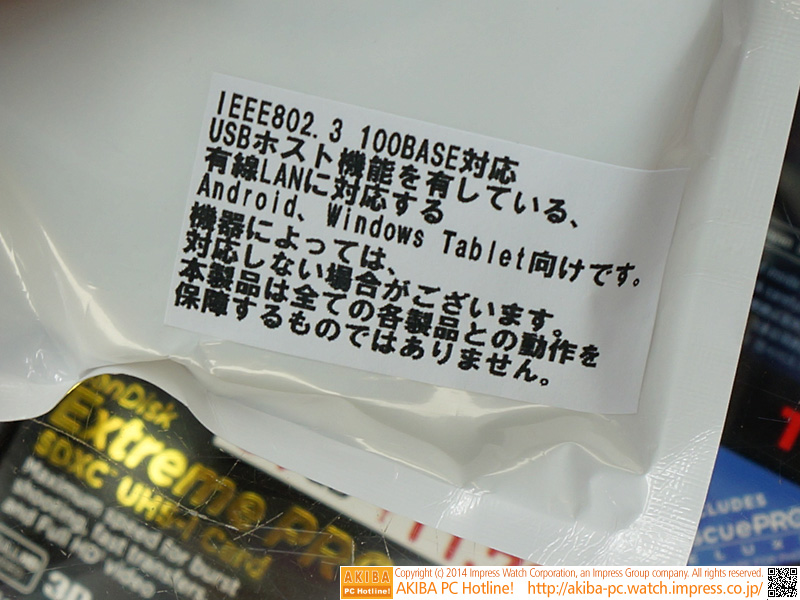 IEEE802.3 100BASE対応
USBホスト機能を有している、
有線LANに対応する
Android、Windows Tablet向けです。
機器によっては、
対応しない場合がございます。
本製品は全ての各製品との動作を
保障するものではありません。
SanDisk
Extreme PRO
SDXC UHS-I Card
Maximum speed for burst
shooting, fast transfer
and Full HD video
INCLUDES
RescuePRO
AKIBA
PC Hotline!
Copyright (c) 2014 Impress Watch Corporation, an Impress Group company. All rights reserved.
AKIBA PC Hotline! http://akiba-pc.watch.impress.co.jp/